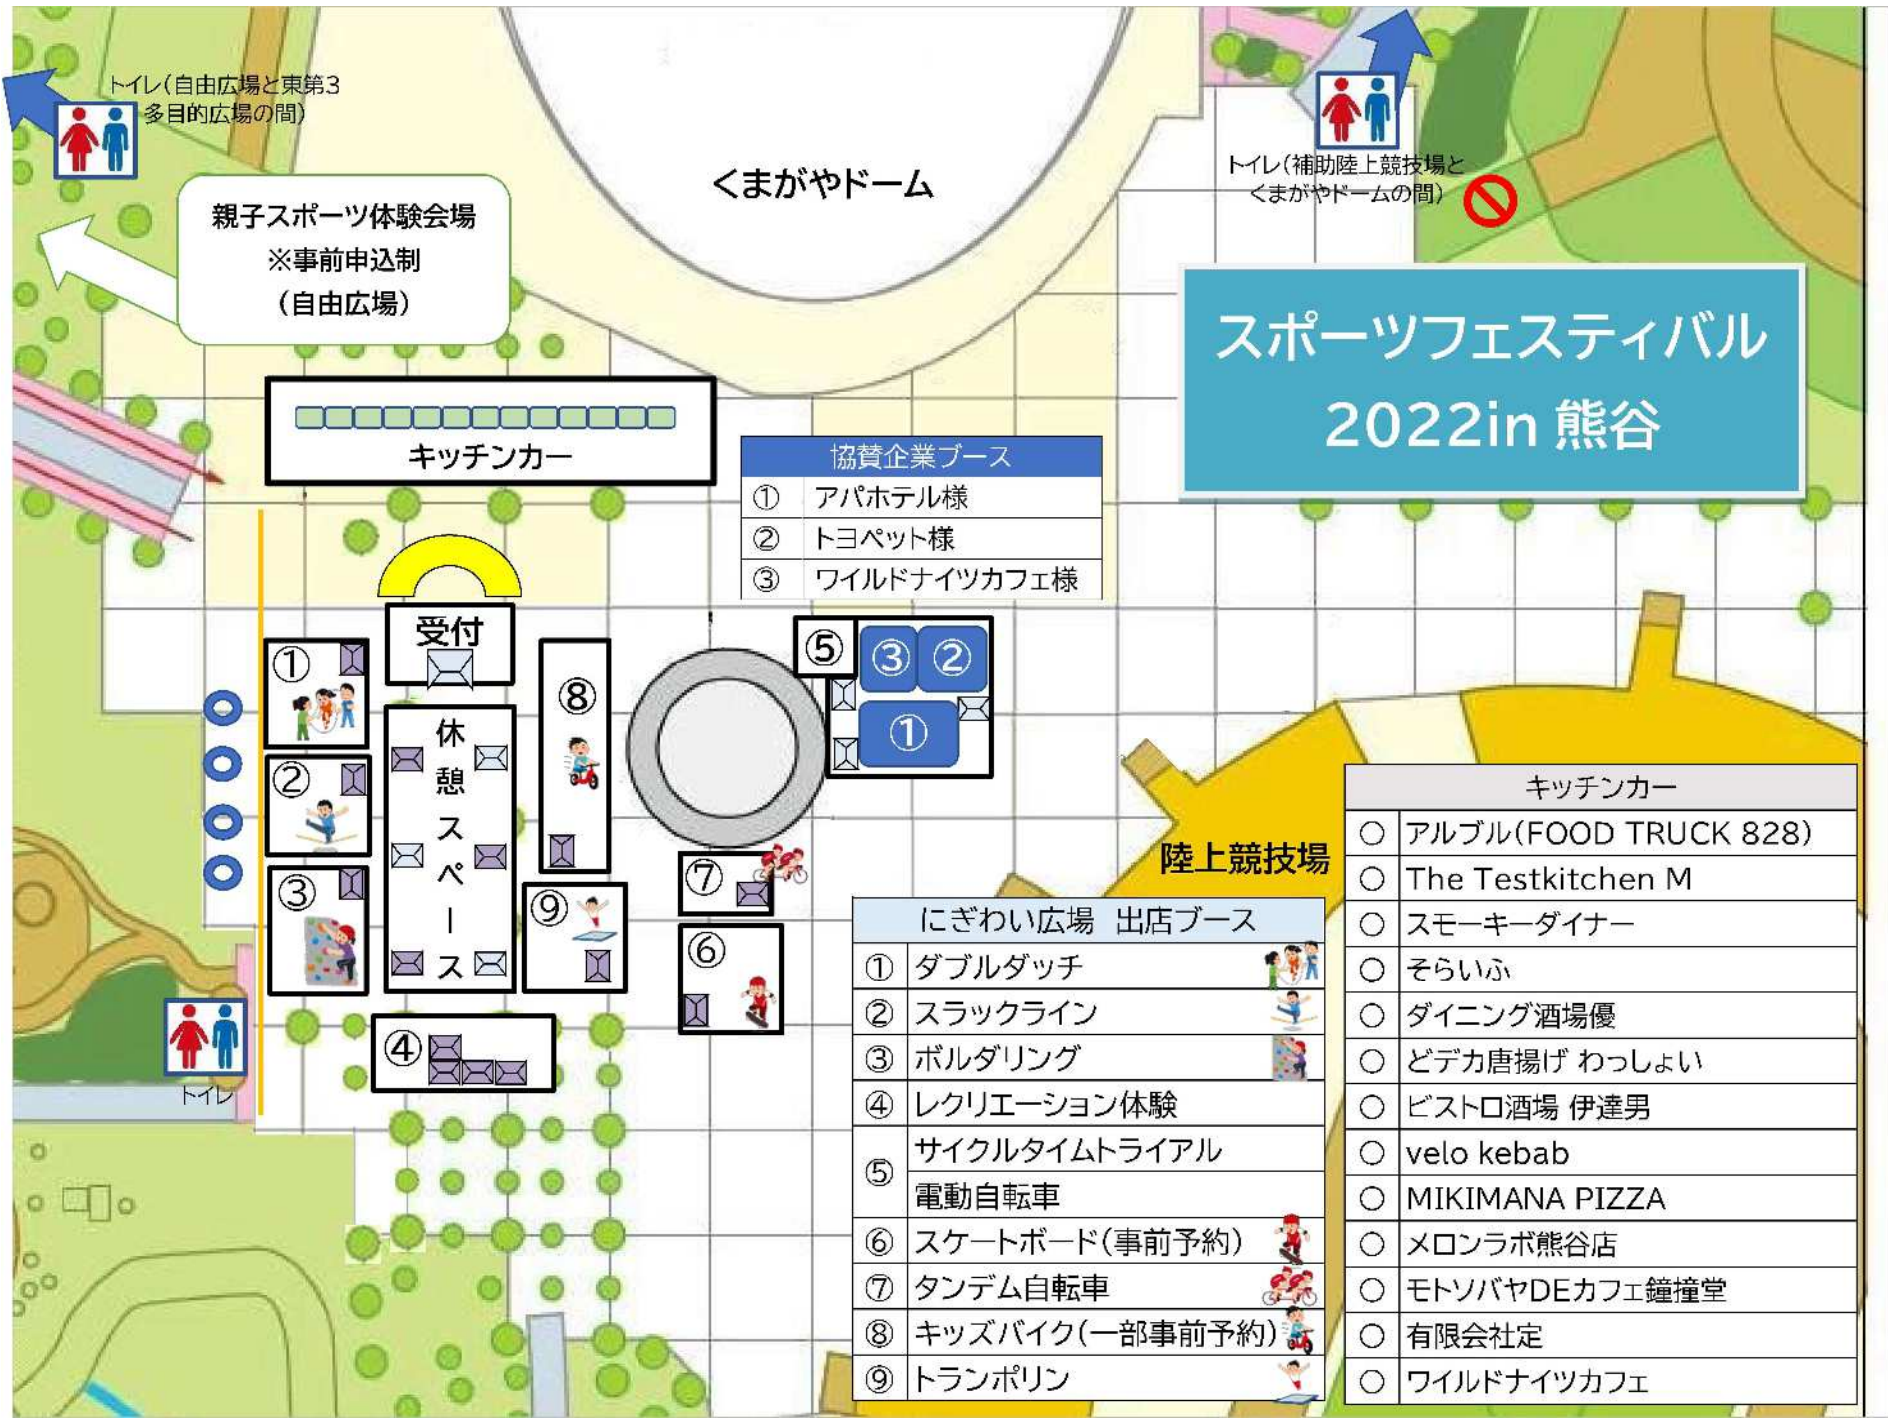 トイレ(自由広場と東第3
多目的広場の間)
くまがやドーム
トイレ(補助陸上競技場と
くまがやドームの間)
親子スポーツ体験会場
※事前申込制
(自由広場)
スポーツフェスティバル
2022in 熊谷
キッチンカー
協賛企業ブース
① アパホテル様
② トヨペット様
③ ワイルドナイツカフェ様
受付
①
②
③
休憩スペース
⑧
⑨
④
⑤
③ ②
①
⑦
⑥
トイレ
陸上競技場
にぎわい広場 出店ブース
① ダブルダッチ
② スラックライン
③ ボルダリング
④ レクリエーション体験
⑤ サイクルタイムトライアル
電動自転車
⑥ スケートボード(事前予約)
⑦ タンデム自転車
⑧ キッズバイク(一部事前予約)
⑨ トランポリン
キッチンカー
○ アルブル(FOOD TRUCK 828)
○ The Testkitchen M
○ スモーキーダイナー
○ そらいふ
○ ダイニング酒場優
○ どデカ唐揚げ わっしょい
○ ビストロ酒場 伊達男
○ velo kebab
○ MIKIMANA PIZZA
○ メロンラボ熊谷店
○ モトソバヤDEカフェ鐘撞堂
○ 有限会社定
○ ワイルドナイツカフェ